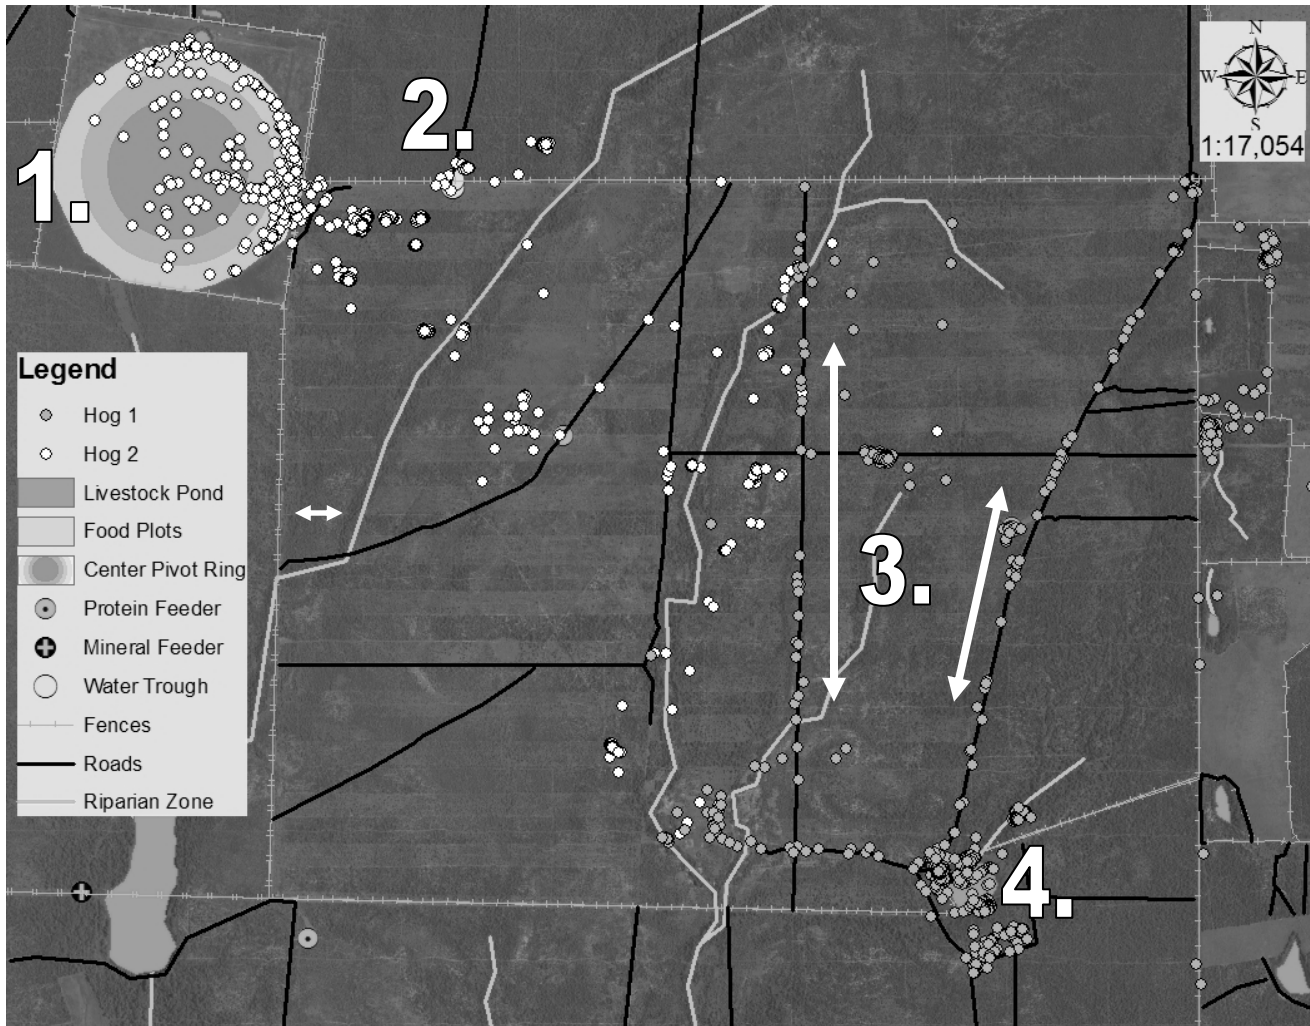 N
W E
S
1:17,054
1.
2.
3.
4.
Legend
Hog 1
Hog 2
Livestock Pond
Food Plots
Center Pivot Ring
Protein Feeder
Mineral Feeder
Water Trough
Fences
Roads
Riparian Zone